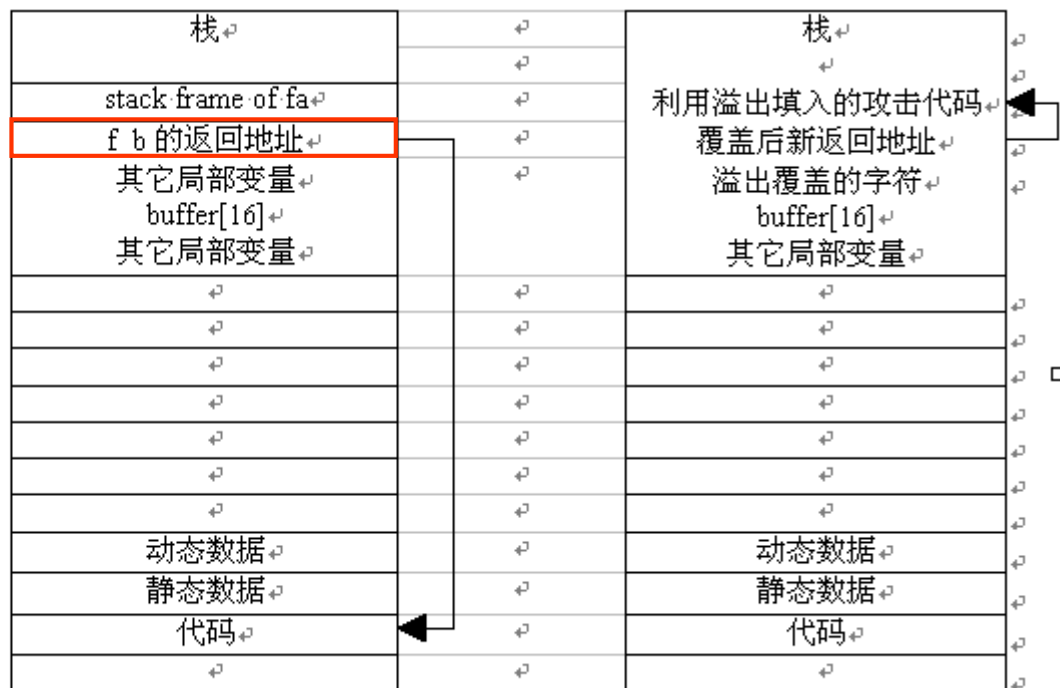 栈
stack frame of fa
f b 的返回地址
其它局部变量
buffer[16]
其它局部变量
动态数据
静态数据
代码
栈
利用溢出填入的攻击代码
覆盖后新返回地址
溢出覆盖的字符
buffer[16]
其它局部变量
动态数据
静态数据
代码